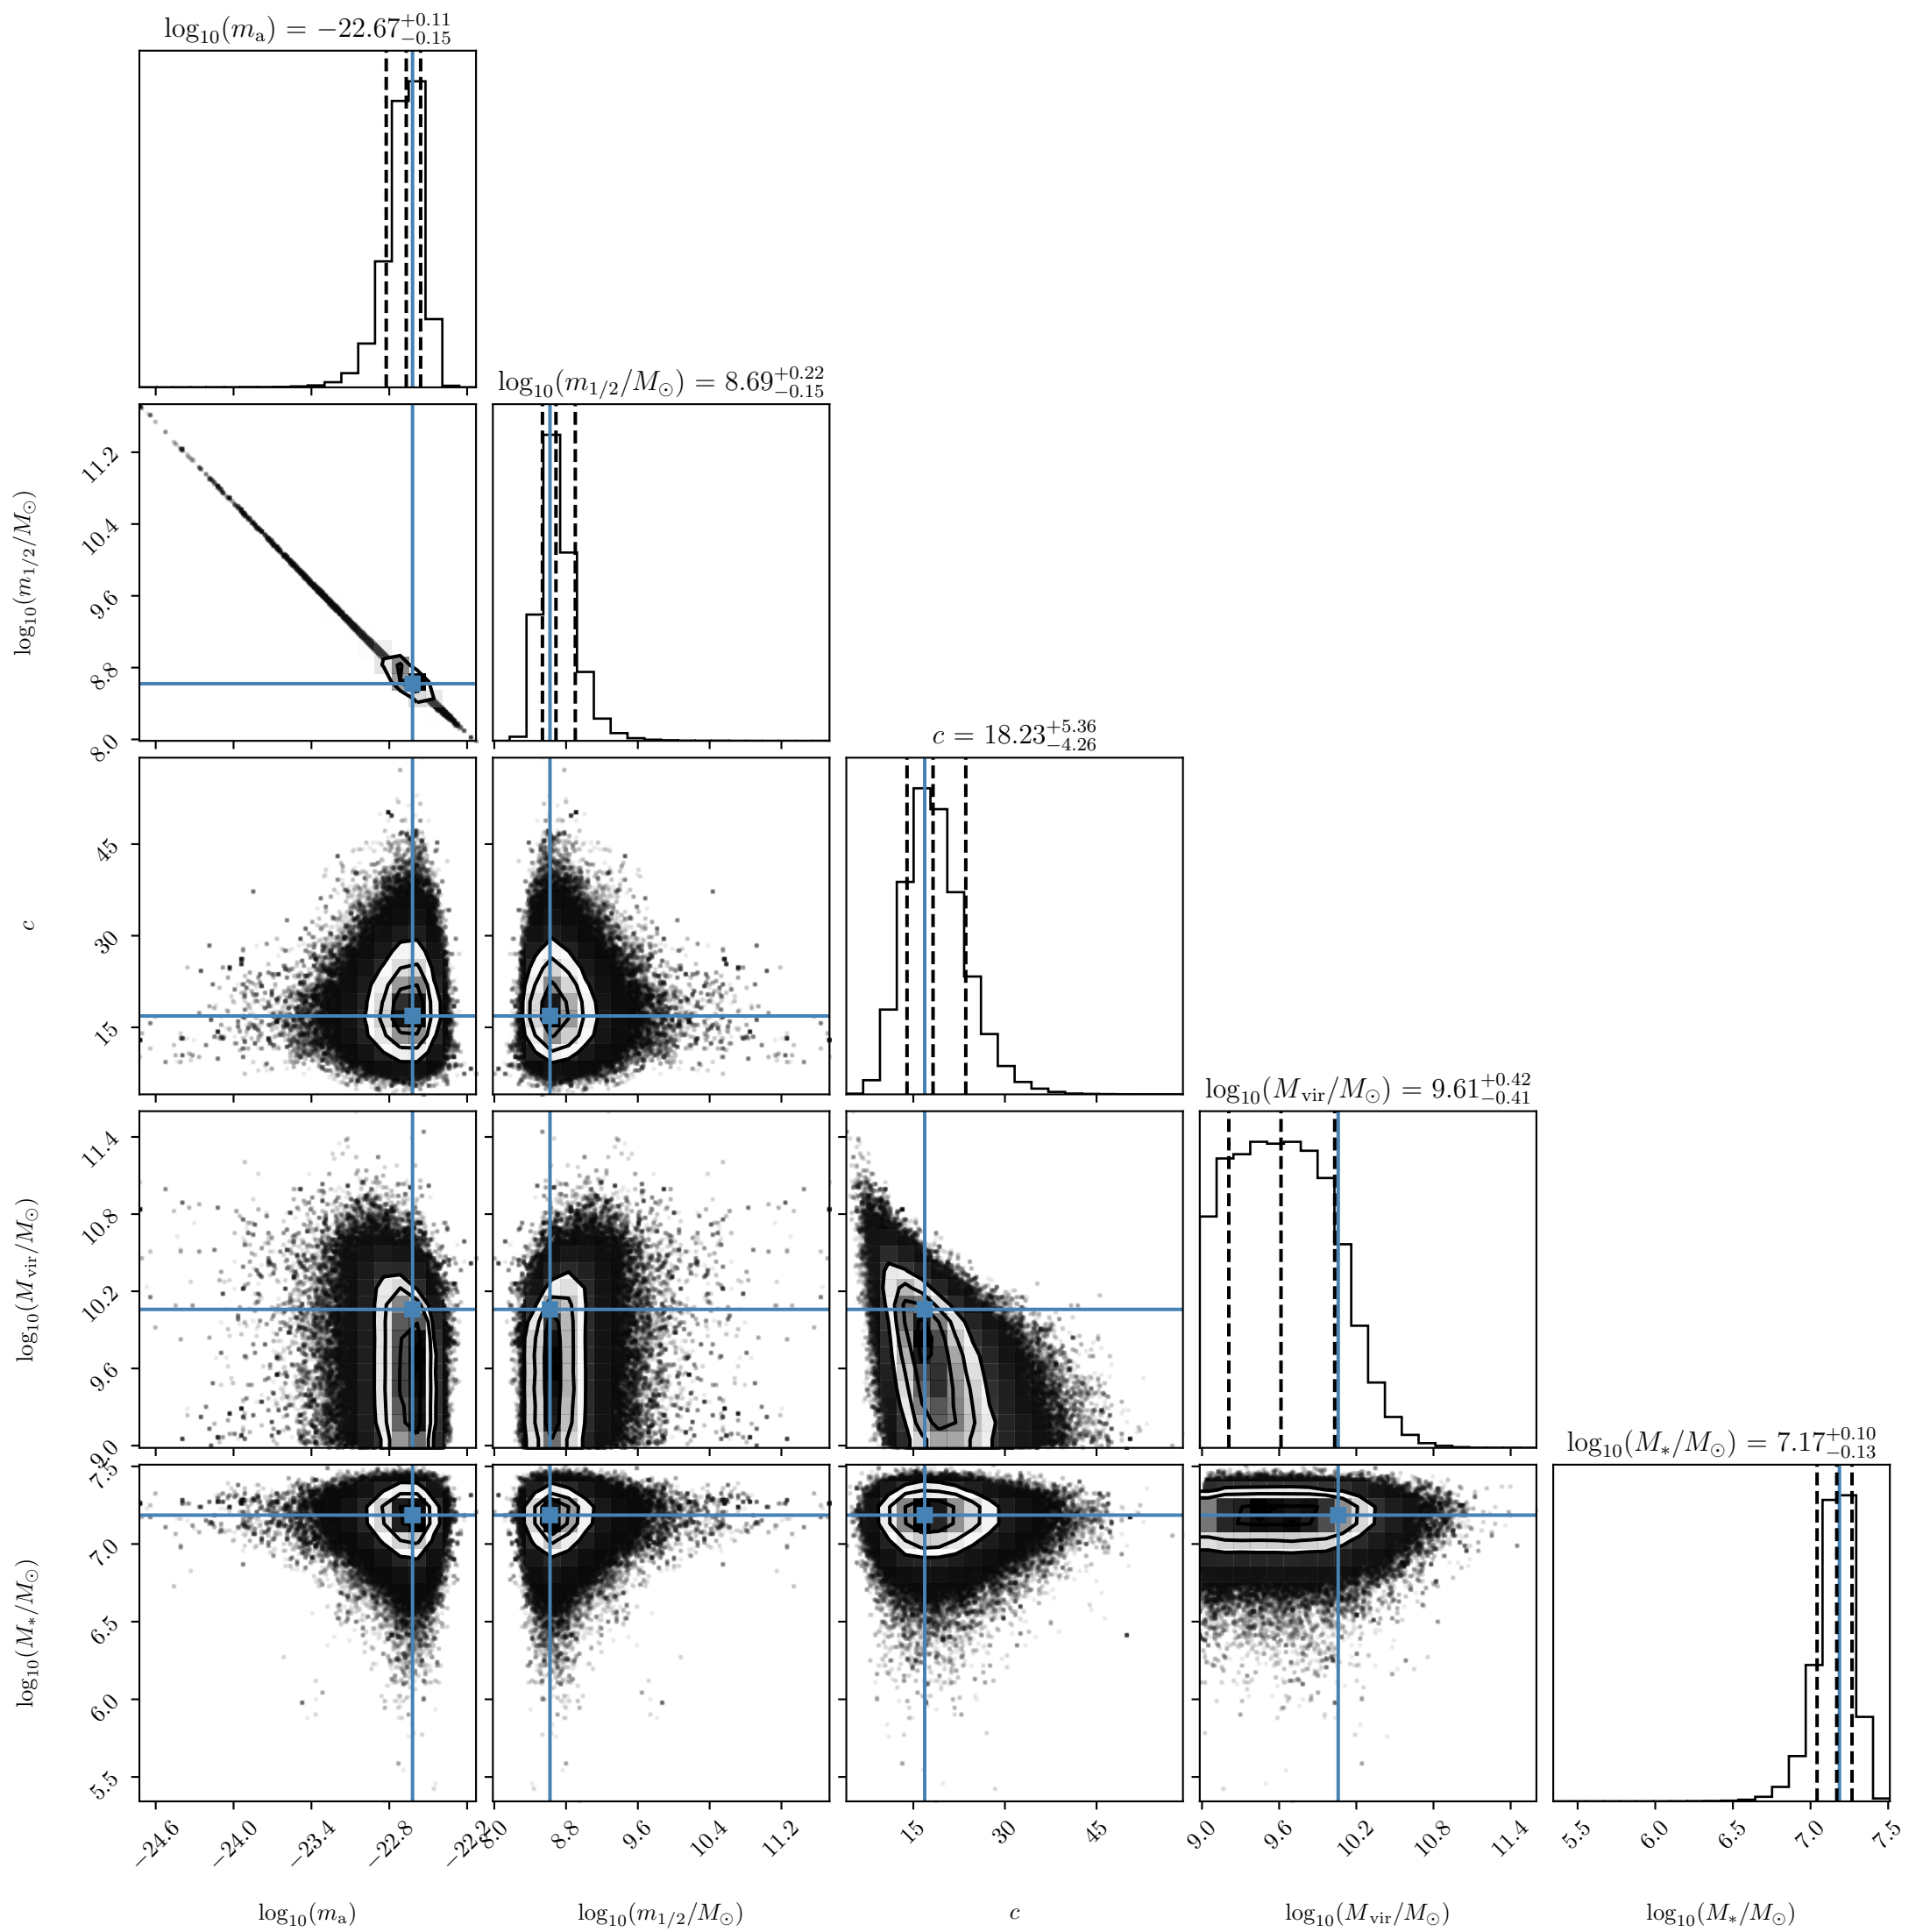 log₁₀(mₐ) = −22.67 +0.11 −0.15
log₁₀(m₁/₂/M⊙) = 8.69 +0.22 −0.15
11.2
10.4
9.6
8.8
8.0
log₁₀(m₁/₂/M⊙)
c = 18.23 +5.36 −4.26
45
30
15
c
log₁₀(Mvir/M⊙) = 9.61 +0.42 −0.41
11.4
10.8
10.2
9.6
9.0
log₁₀(Mvir/M⊙)
log₁₀(M∗/M⊙) = 7.17 +0.10 −0.13
7.5
7.0
6.5
6.0
5.5
log₁₀(M∗/M⊙)
−24.6 −24.0 −23.4 −22.8 −22.2 8.0 8.8 9.6 10.4 11.2 15 30 45 9.0 9.6 10.2 10.8 11.4 5.5 6.0 6.5 7.0 7.5
log₁₀(mₐ) log₁₀(m₁/₂/M⊙) c log₁₀(Mvir/M⊙) log₁₀(M∗/M⊙)